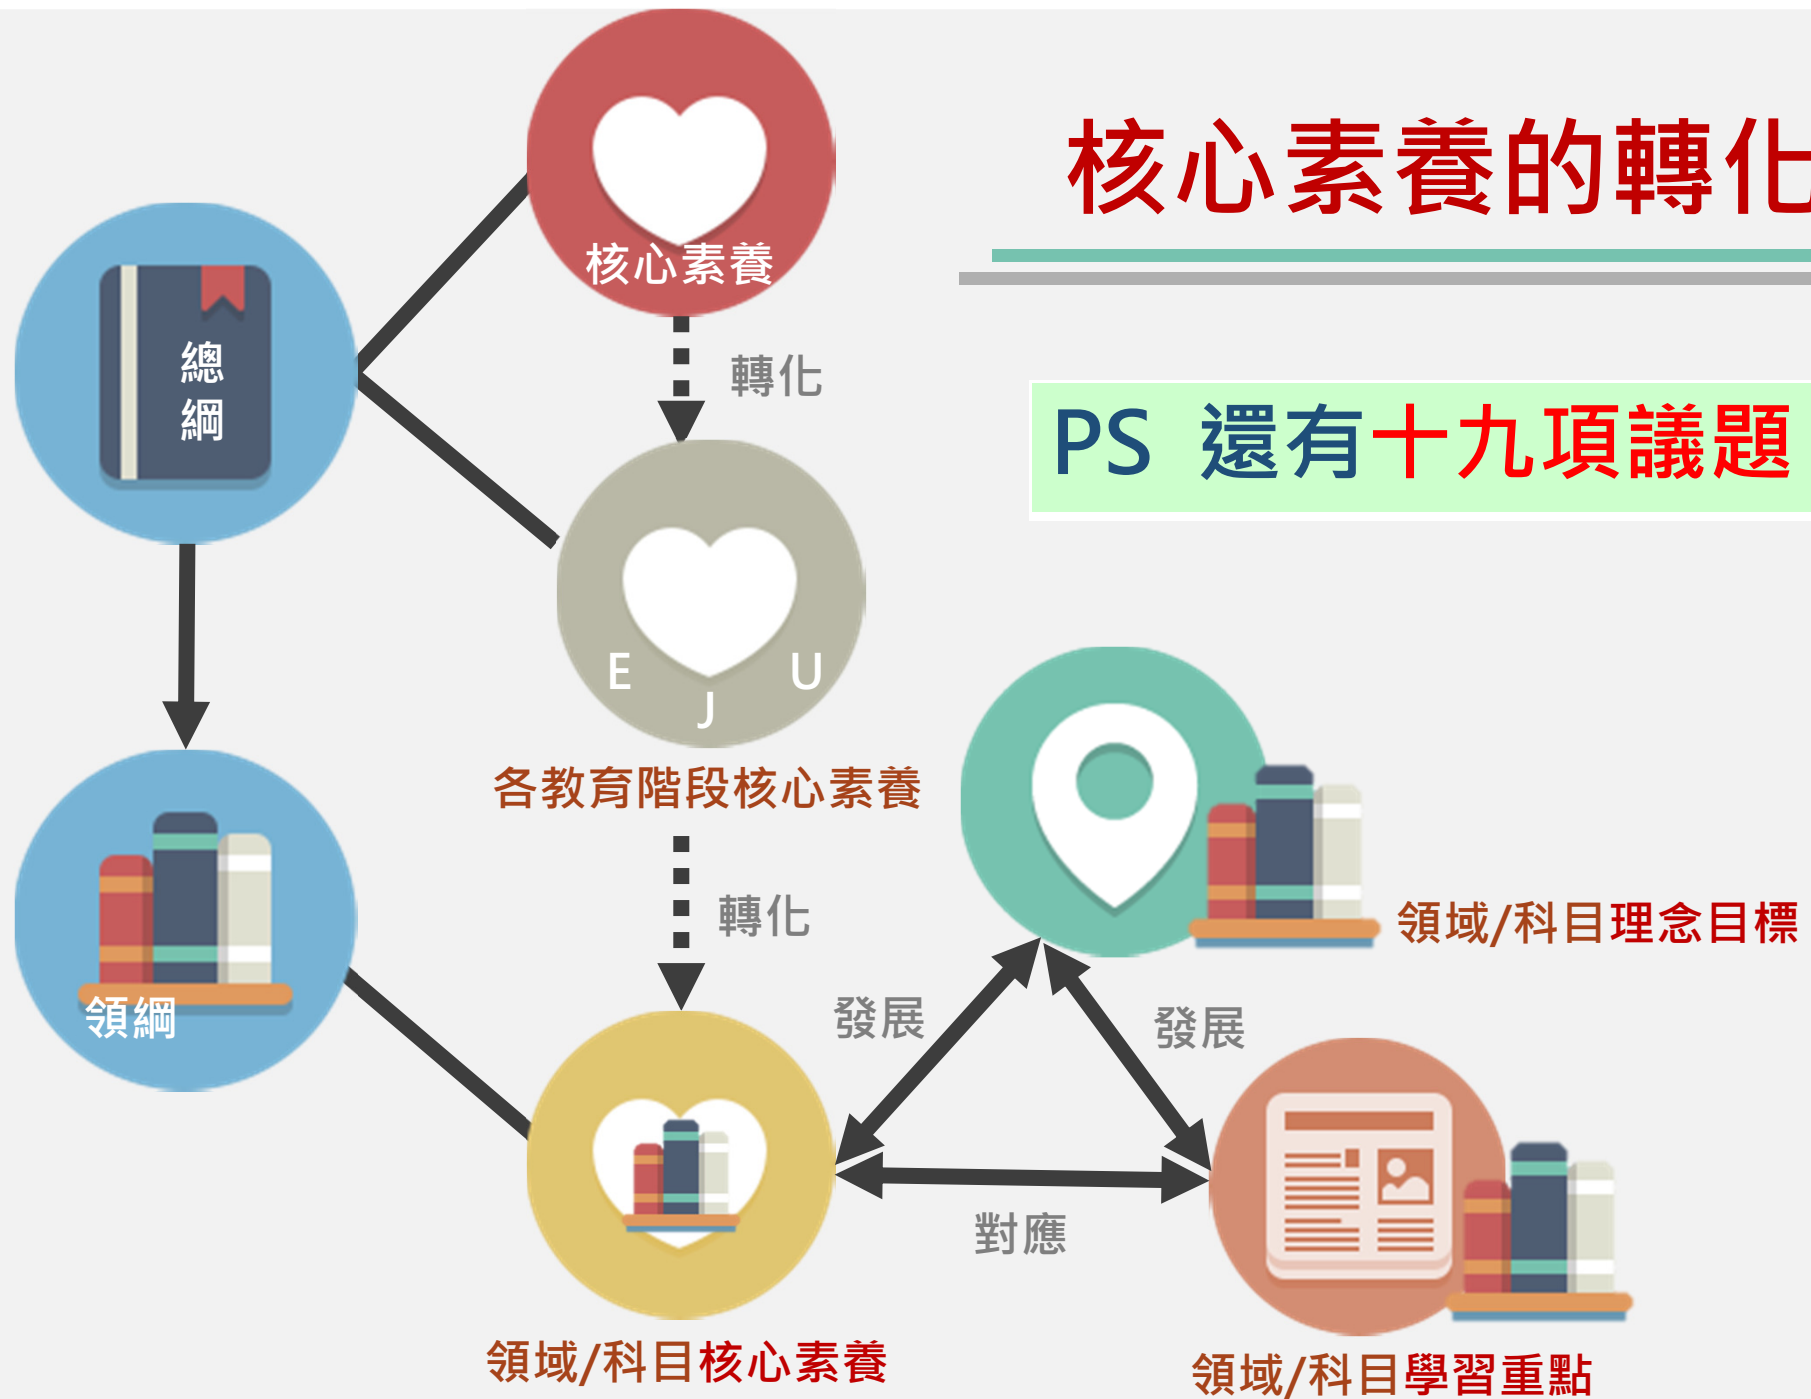 核心素養的轉化
PS 還有十九項議題
核心素養
總
綱
轉化
E
J
U
各教育階段核心素養
轉化
領綱
領域/科目理念目標
發展
發展
對應
領域/科目核心素養
領域/科目學習重點